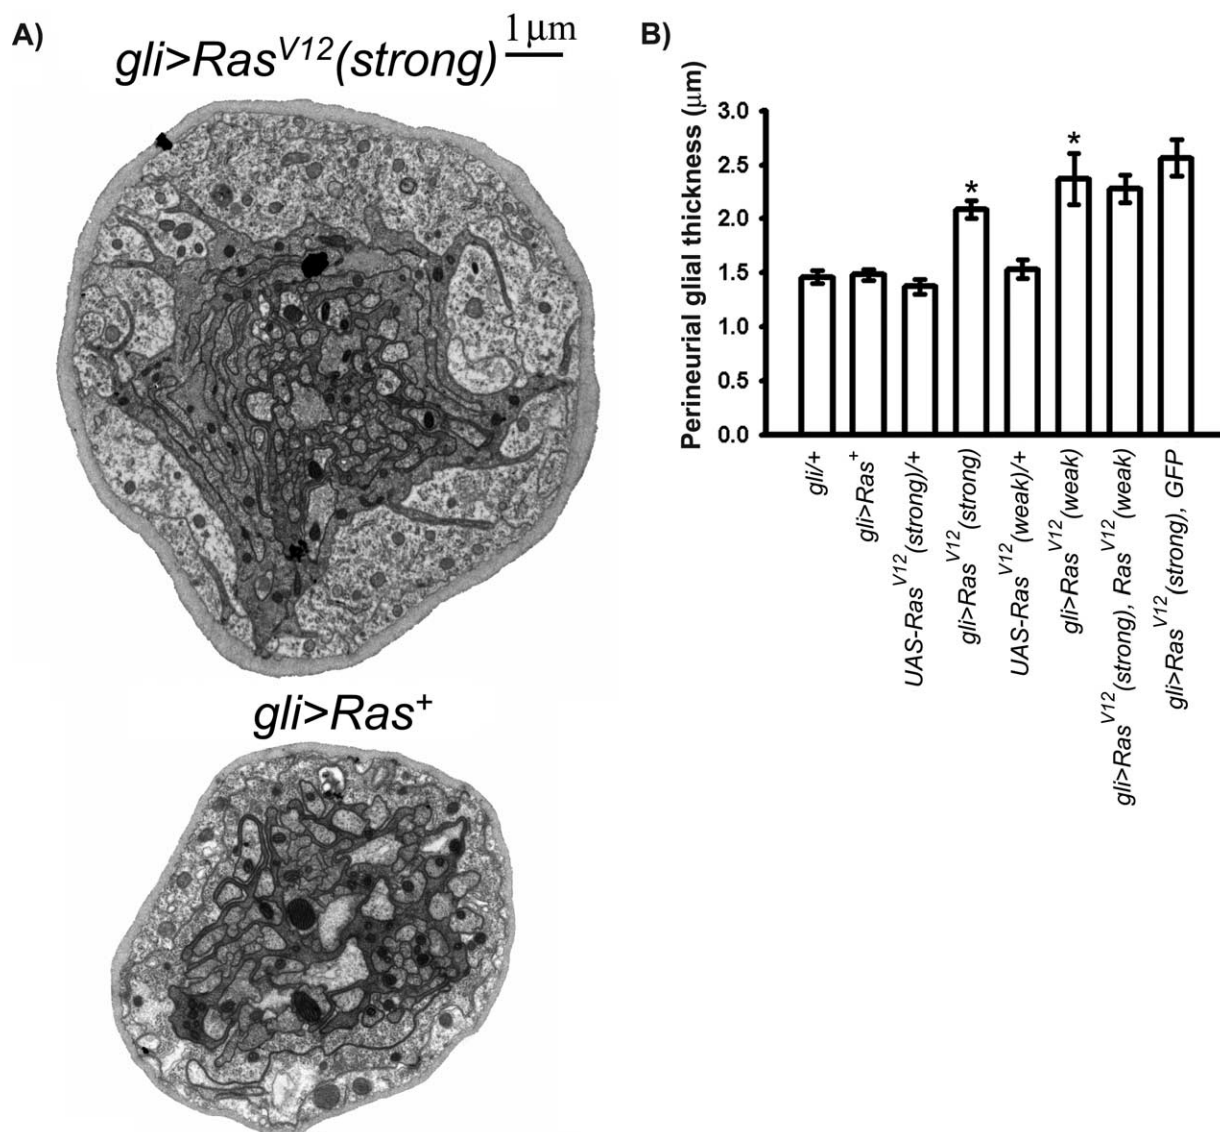 A)
gli>Ras^V12(strong)
1 μm
gli>Ras^+
B)
Perineurial glial thickness (μm)
3.0
2.5
2.0
1.5
1.0
0.5
0.0
*
*
gli/+
gli>Ras^+
UAS-Ras^V12(strong)/+
gli>Ras^V12(strong)
UAS-Ras^V12(weak)/+
gli>Ras^V12(weak)
gli>Ras^V12(strong), Ras^V12(weak)
gli>Ras^V12(strong), GFP